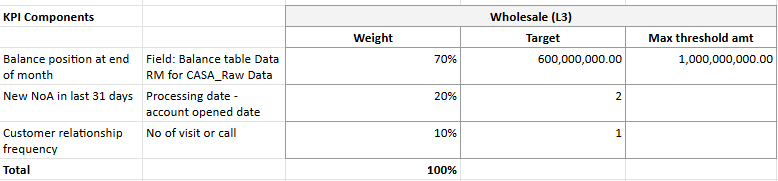 KPI Components Wholesale (L3)
Weight Target Max threshold amt
Balance position at end Field: Balance table Data 70% 600,000,000.00 1,000,000,000.00
of month RM for CASA_Raw Data
New NoA in last 31 days Processing date - 20% 2
account opened date
Customer relationship No of visit or call 10% 1
frequency
Total 100%